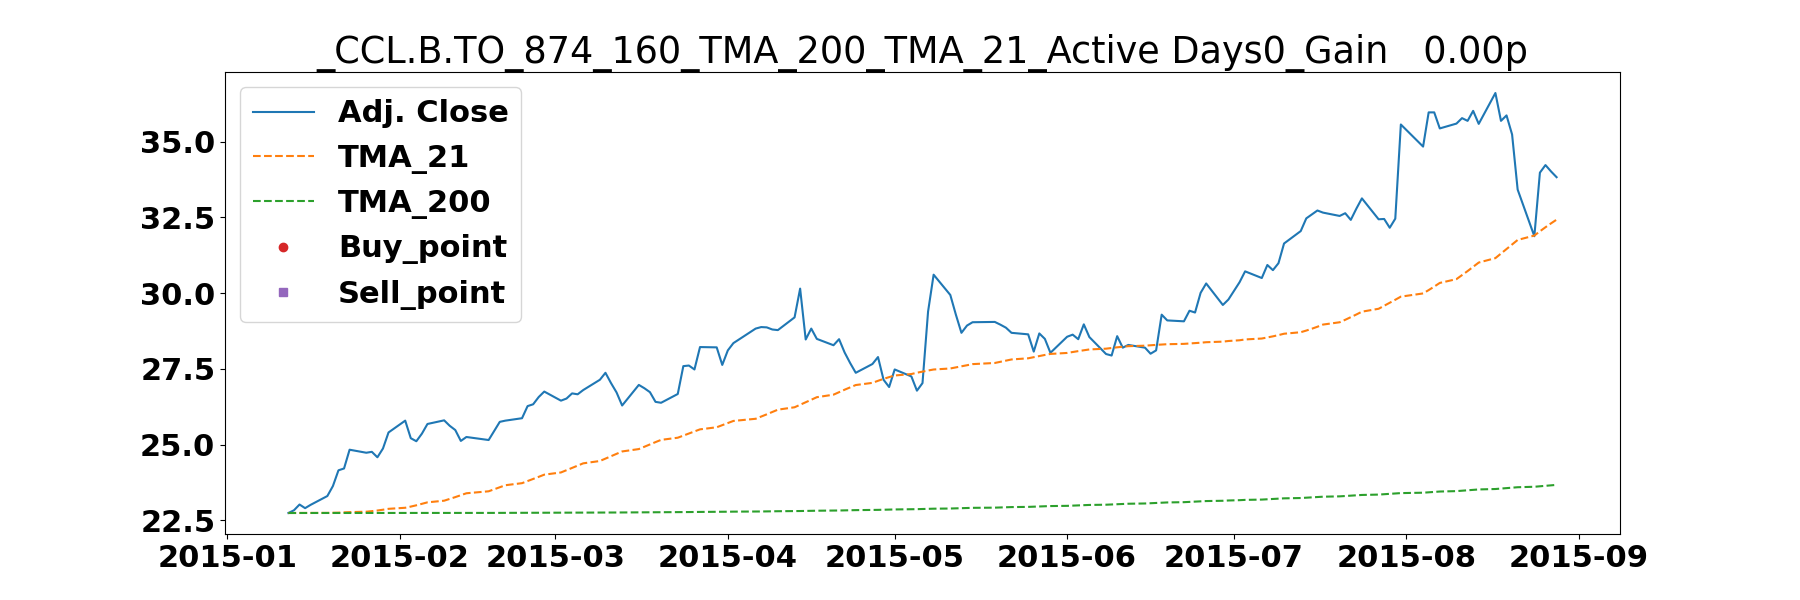 _CCL.B.TO_874_160_TMA_200_TMA_21_Active Days0_Gain   0.00p
Adj. Close
TMA_21
TMA_200
Buy_point
Sell_point
35.0
32.5
30.0
27.5
25.0
22.5
2015-01 2015-02 2015-03 2015-04 2015-05 2015-06 2015-07 2015-08 2015-09